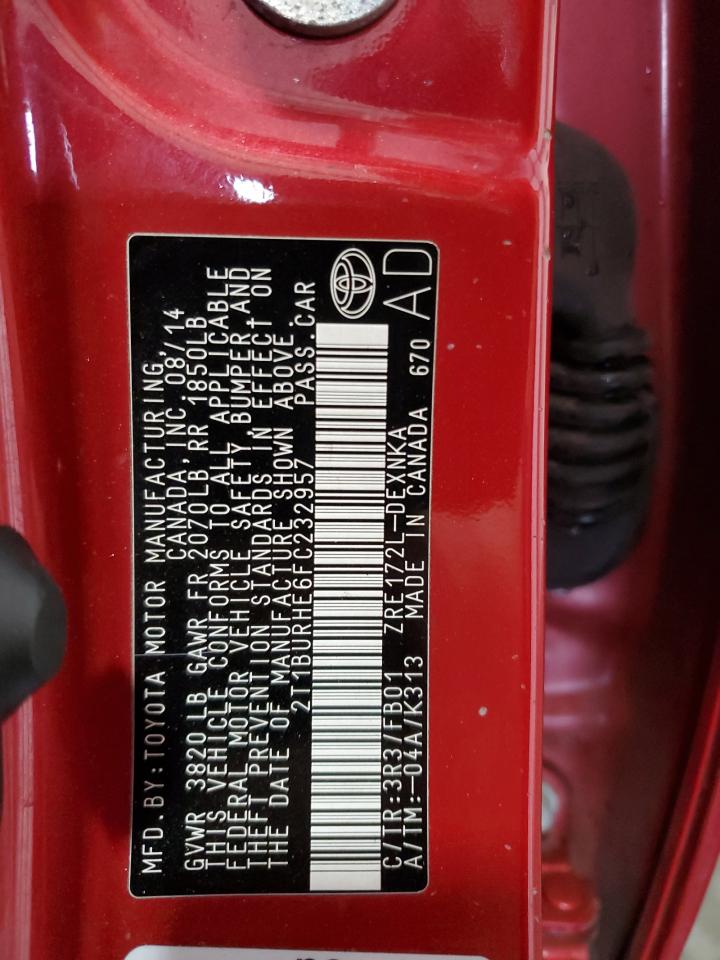 MFD.BY:TOYOTA MOTOR MANUFACTURING,
CANADA,INC.08/14
GVWR 3820LB GAWR FR 2070LB,RR 1850LB
THIS VEHICLE CONFORMS TO ALL APPLICABLE
FEDERAL MOTOR VEHICLE SAFETY, BUMPER AND
THEFT PREVENTION STANDARDS IN EFFECT ON
THE DATE OF MANUFACTURE SHOWN ABOVE.
2T1BURHE6FC232957 PASS.CAR
C/TR:3R3/FB01 ZRE172L-DEXNKA
A/TM:-04A/K313 MADE IN CANADA 670 AD